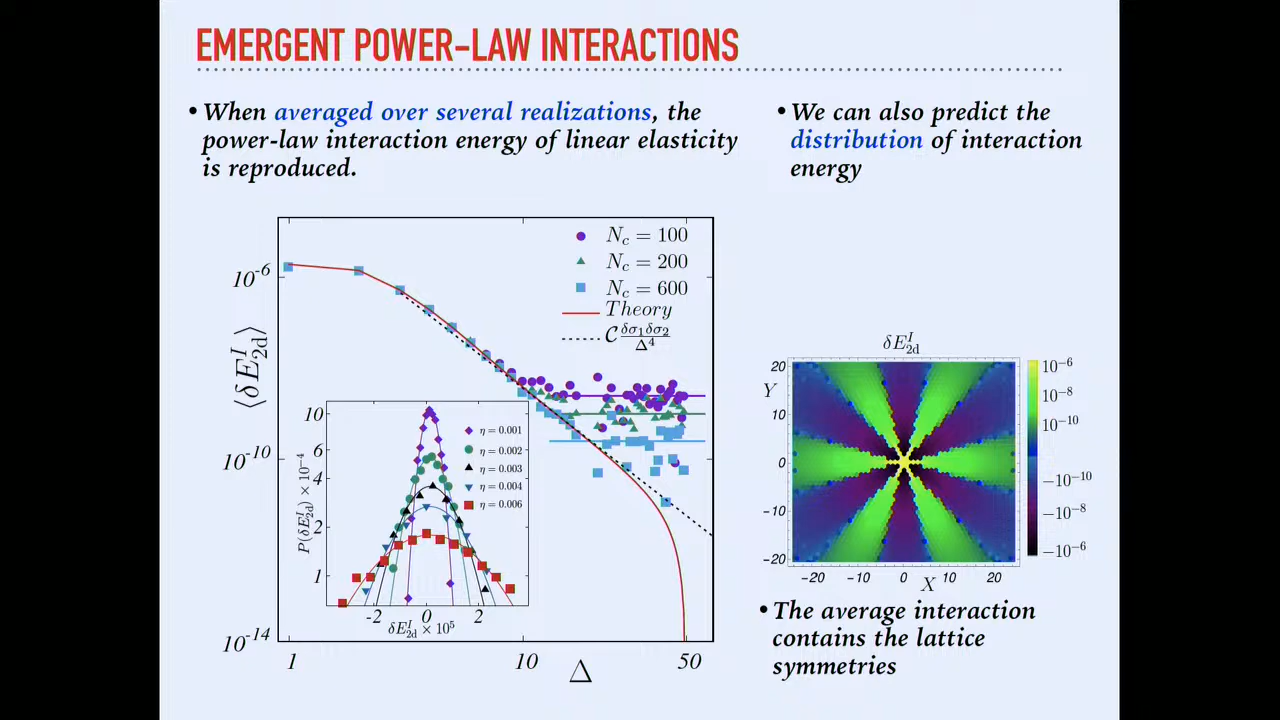 EMERGENT POWER-LAW INTERACTIONS
• When averaged over several realizations, the
power-law interaction energy of linear elasticity
is reproduced.
• We can also predict the
distribution of interaction
energy
⟨δE^I_2d⟩
10^-6
10^-10
10^-14
1
10
50
Δ
N_c = 100
N_c = 200
N_c = 600
Theory
C δσ_1δσ_2/Δ^4
P(δE^I_2d) × 10^-4
10
6
4
2
1
η = 0.001
η = 0.002
η = 0.003
η = 0.004
η = 0.006
-2
0
2
δE^I_2d × 10^5
δE^I_2d
Y
20
10
0
-10
-20
-20
-10
0
10
20
X
10^-6
10^-8
10^-10
-10^-10
-10^-8
-10^-6
• The average interaction
contains the lattice
symmetries